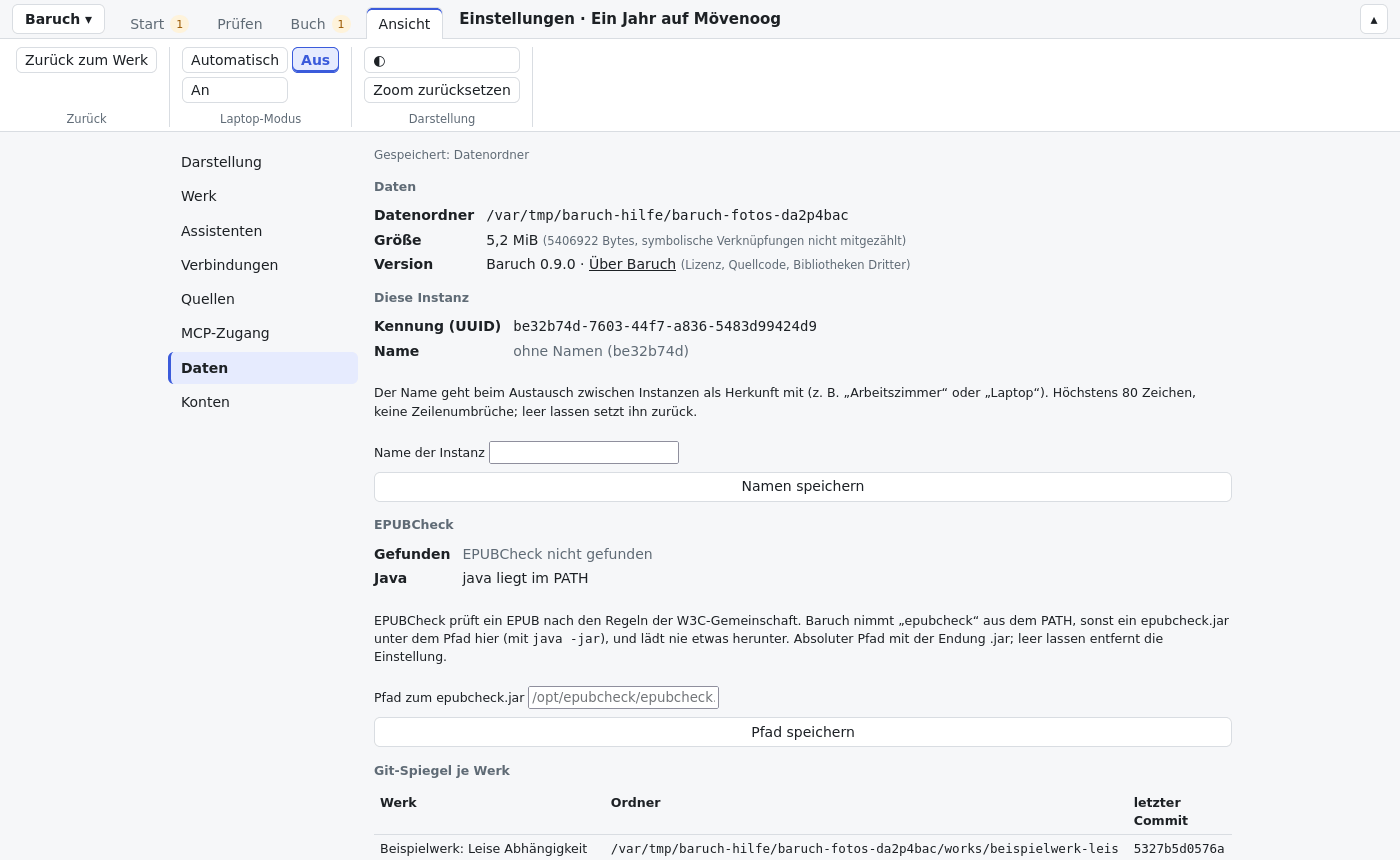 Baruch ▾
Start 1
Prüfen
Buch 1
Ansicht
Einstellungen · Ein Jahr auf Mövenoog
▴
Zurück zum Werk
Automatisch
Aus
An
◐
Zoom zurücksetzen
Zurück
Laptop-Modus
Darstellung
Darstellung
Werk
Assistenten
Verbindungen
Quellen
MCP-Zugang
Daten
Konten
Gespeichert: Datenordner
Daten
Datenordner /var/tmp/baruch-hilfe/baruch-fotos-da2p4bac
Größe 5,2 MiB (5406922 Bytes, symbolische Verknüpfungen nicht mitgezählt)
Version Baruch 0.9.0 · Über Baruch (Lizenz, Quellcode, Bibliotheken Dritter)
Diese Instanz
Kennung (UUID) be32b74d-7603-44f7-a836-5483d99424d9
Name ohne Namen (be32b74d)
Der Name geht beim Austausch zwischen Instanzen als Herkunft mit (z. B. „Arbeitszimmer“ oder „Laptop“). Höchstens 80 Zeichen,
keine Zeilenumbrüche; leer lassen setzt ihn zurück.
Name der Instanz
Namen speichern
EPUBCheck
Gefunden EPUBCheck nicht gefunden
Java java liegt im PATH
EPUBCheck prüft ein EPUB nach den Regeln der W3C-Gemeinschaft. Baruch nimmt „epubcheck“ aus dem PATH, sonst ein epubcheck.jar
unter dem Pfad hier (mit java -jar), und lädt nie etwas herunter. Absoluter Pfad mit der Endung .jar; leer lassen entfernt die
Einstellung.
Pfad zum epubcheck.jar /opt/epubcheck/epubcheck.
Pfad speichern
Git-Spiegel je Werk
Werk Ordner letzter
Commit
Beispielwerk: Leise Abhängigkeit /var/tmp/baruch-hilfe/baruch-fotos-da2p4bac/works/beispielwerk-leis 5327b5d0576a